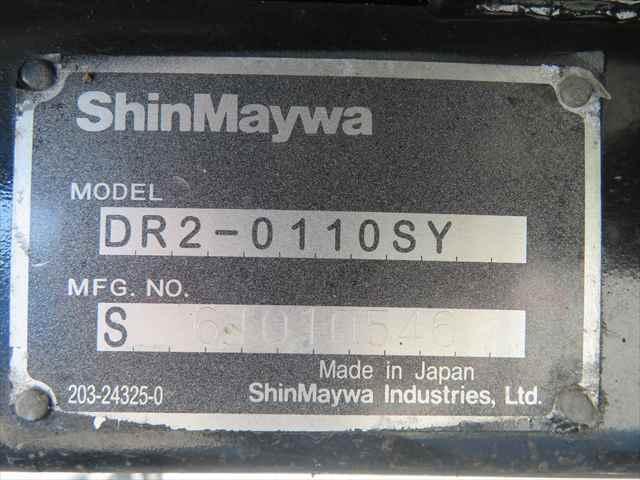 ShinMaywa
MODEL
DR2-0110SY
MFG. NO.
S
Made in Japan
203-24325-0
ShinMaywa Industries, Ltd.